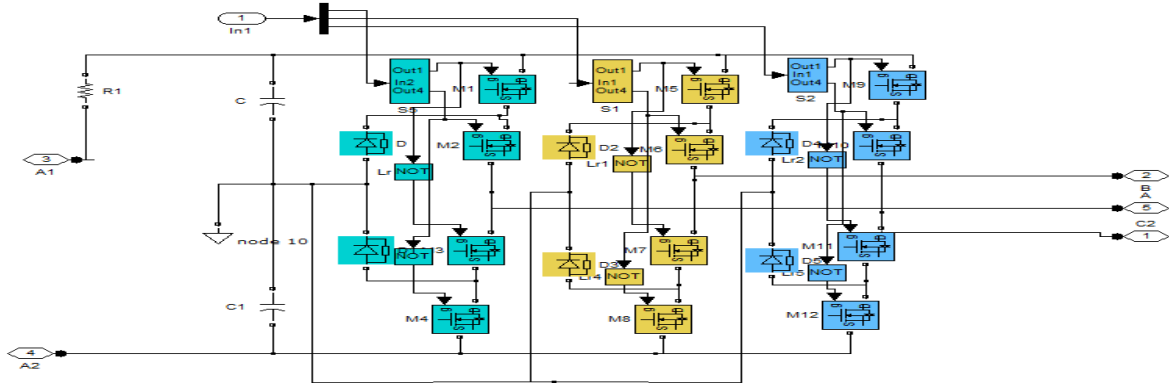 1
In1
R1
C
3
A1
node 10
C1
4
A2
Out1
In2
Out4
S5
M1
D
M2
Lr
NOT
M3
NOT
M4
Out1
In1
Out4
S1
M5
D2
M6
Lr1
NOT
M7
D3
Lr4
NOT
M8
Out1
In1
Out4
S2
M9
D4
Lr2
NOT
M11
D5
Lr5
NOT
M12
2
B
A
5
C2
1
g
D
S
g
D
S
g
D
S
g
D
S
g
D
S
g
D
S
g
D
S
g
D
S
g
D
S
g
D
S
g
D
S
g
D
S